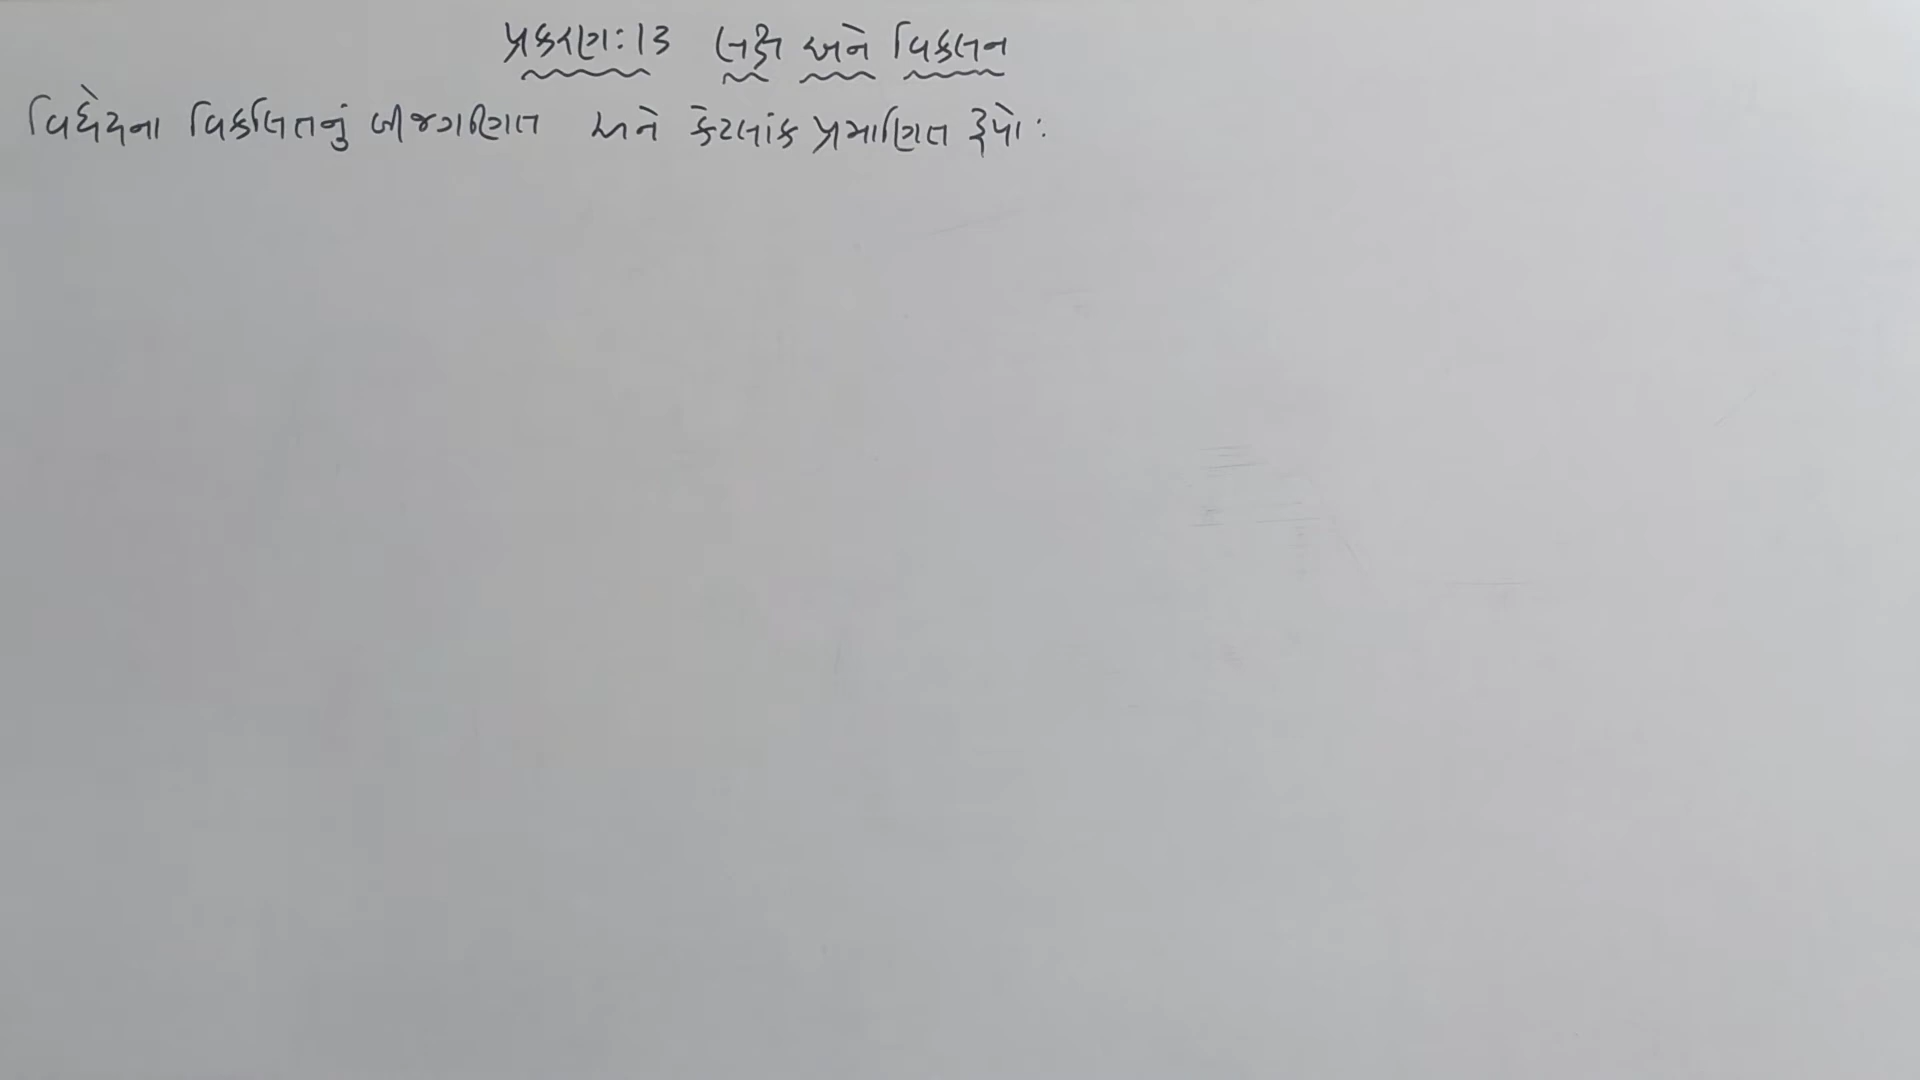 પ્રકરણ:13 લક્ષ અને વિકલન
વિધેયના વિકલિતનું બીજગણિત અને કેટલાંક પ્રમાણિત રૂપો: